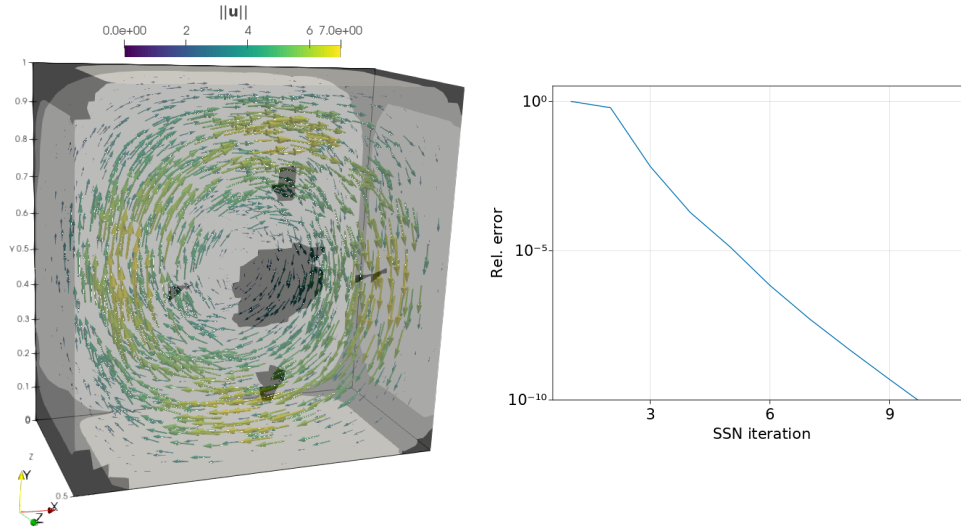 ||u||
0.0e+00 2 4 6 7.0e+00
1
0.9
0.8
0.7
0.6
Y 0.5
0.4
0.3
0.2
0.1
0
Z
0.5
Y
X
Z
10⁰
10⁻⁵
10⁻¹⁰
Rel. error
3 6 9
SSN iteration